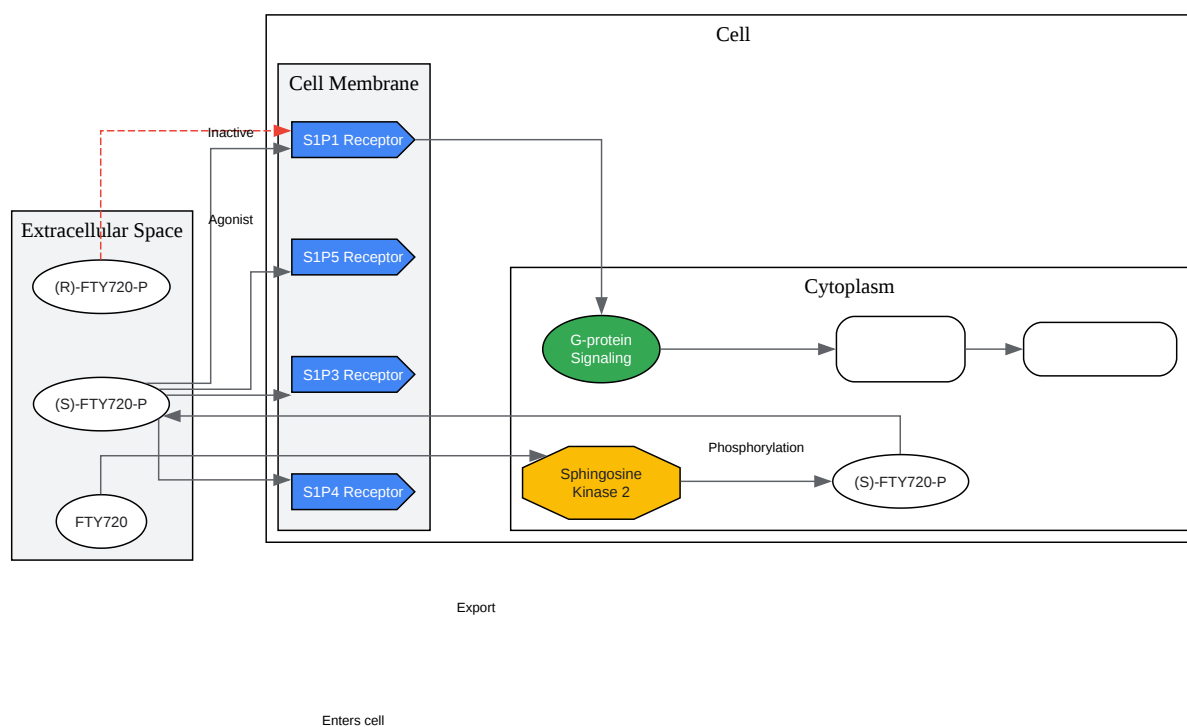 Cell
Cell Membrane
Inactive
S1P1 Receptor
Agonist
Extracellular Space
(R)-FTY720-P
S1P5 Receptor
Cytoplasm
G-protein
Signaling
S1P3 Receptor
(S)-FTY720-P
Phosphorylation
Sphingosine
Kinase 2
(S)-FTY720-P
S1P4 Receptor
FTY720
Export
Enters cell